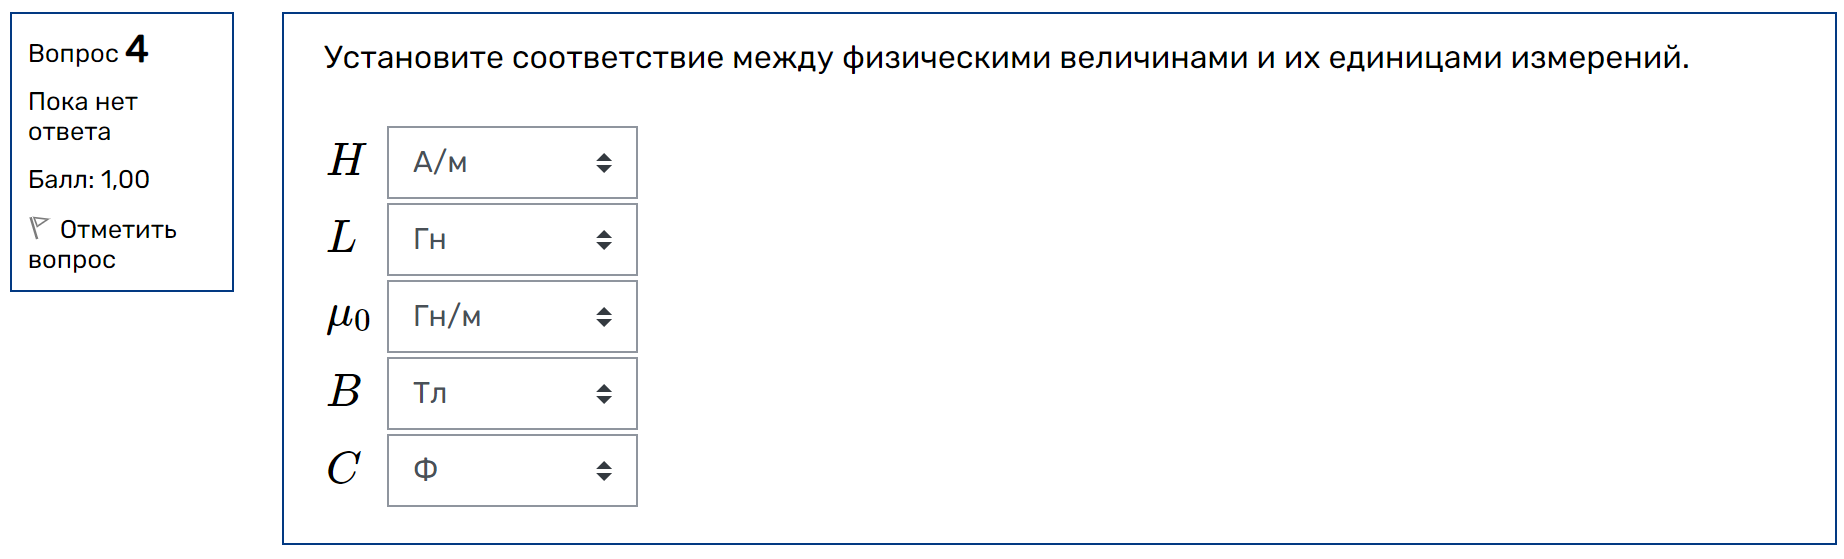 Вопрос 4
Пока нет
ответа
Балл: 1,00
Отметить
вопрос
Установите соответствие между физическими величинами и их единицами измерений.
H А/м
L Гн
μ₀ Гн/м
B Тл
C Ф